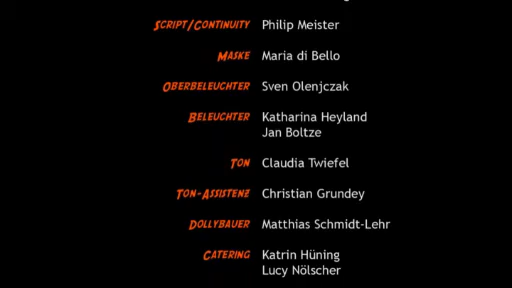 Script/Continuity Philip Meister
Maske Maria di Bello
Oberbeleuchter Sven Olenjczak
Beleuchter Katharina Heyland
Jan Boltze
Ton Claudia Twiefel
Ton-Assistenz Christian Grundey
Dollybauer Matthias Schmidt-Lehr
Catering Katrin Hüning
Lucy Nölscher